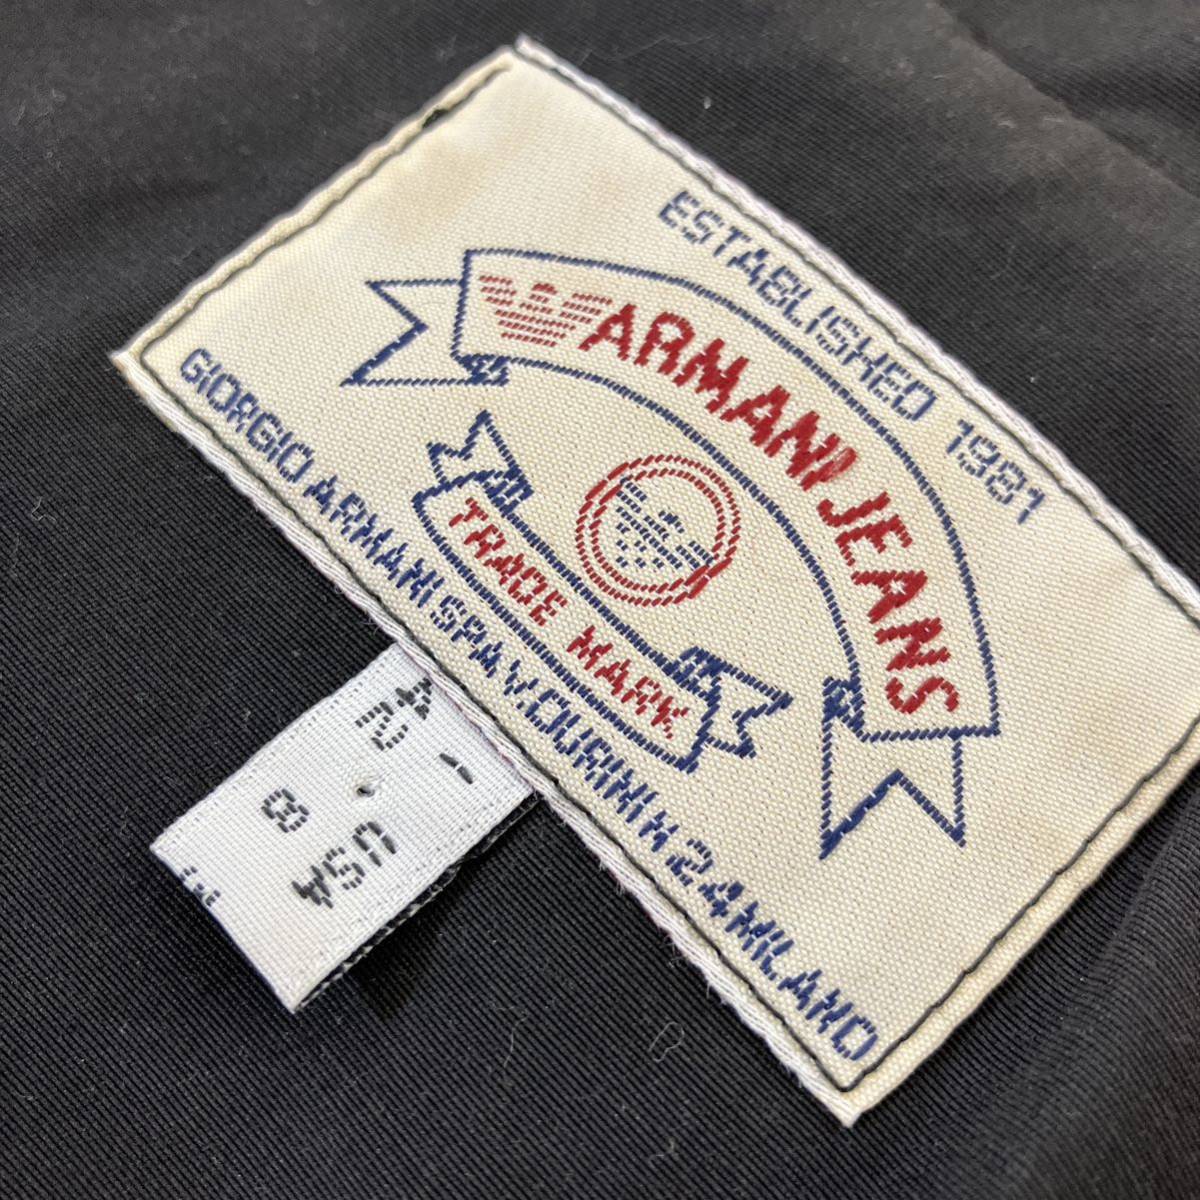 ESTABLISHED 1981
ARMANI JEANS
TRADE MARK
GIORGIO ARMANI SPA V.DURINI N 24 MILANO
USA
8